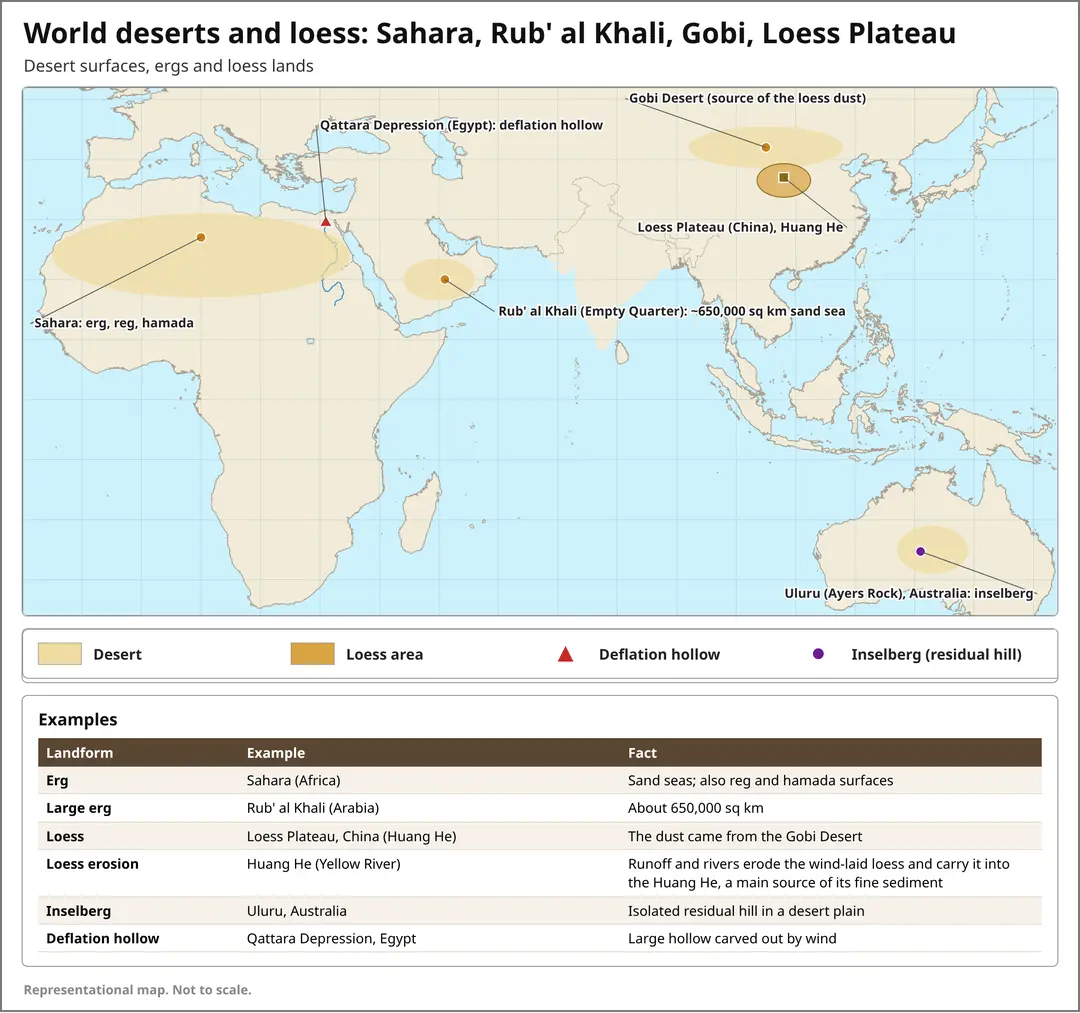 World deserts and loess: Sahara, Rub' al Khali, Gobi, Loess Plateau
Desert surfaces, ergs and loess lands
Gobi Desert (source of the loess dust)
Qattara Depression (Egypt): deflation hollow
Loess Plateau (China), Huang He
Rub' al Khali (Empty Quarter): ~650,000 sq km sand sea
Sahara: erg, reg, hamada
Uluru (Ayers Rock), Australia: inselberg
Desert
Loess area
Deflation hollow
Inselberg (residual hill)
Examples
Landform Example Fact
Erg Sahara (Africa) Sand seas; also reg and hamada surfaces
Large erg Rub' al Khali (Arabia) About 650,000 sq km
Loess Loess Plateau, China (Huang He) The dust came from the Gobi Desert
Loess erosion Huang He (Yellow River) Runoff and rivers erode the wind-laid loess and carry it into
the Huang He, a main source of its fine sediment
Inselberg Uluru, Australia Isolated residual hill in a desert plain
Deflation hollow Qattara Depression, Egypt Large hollow carved out by wind
Representational map. Not to scale.